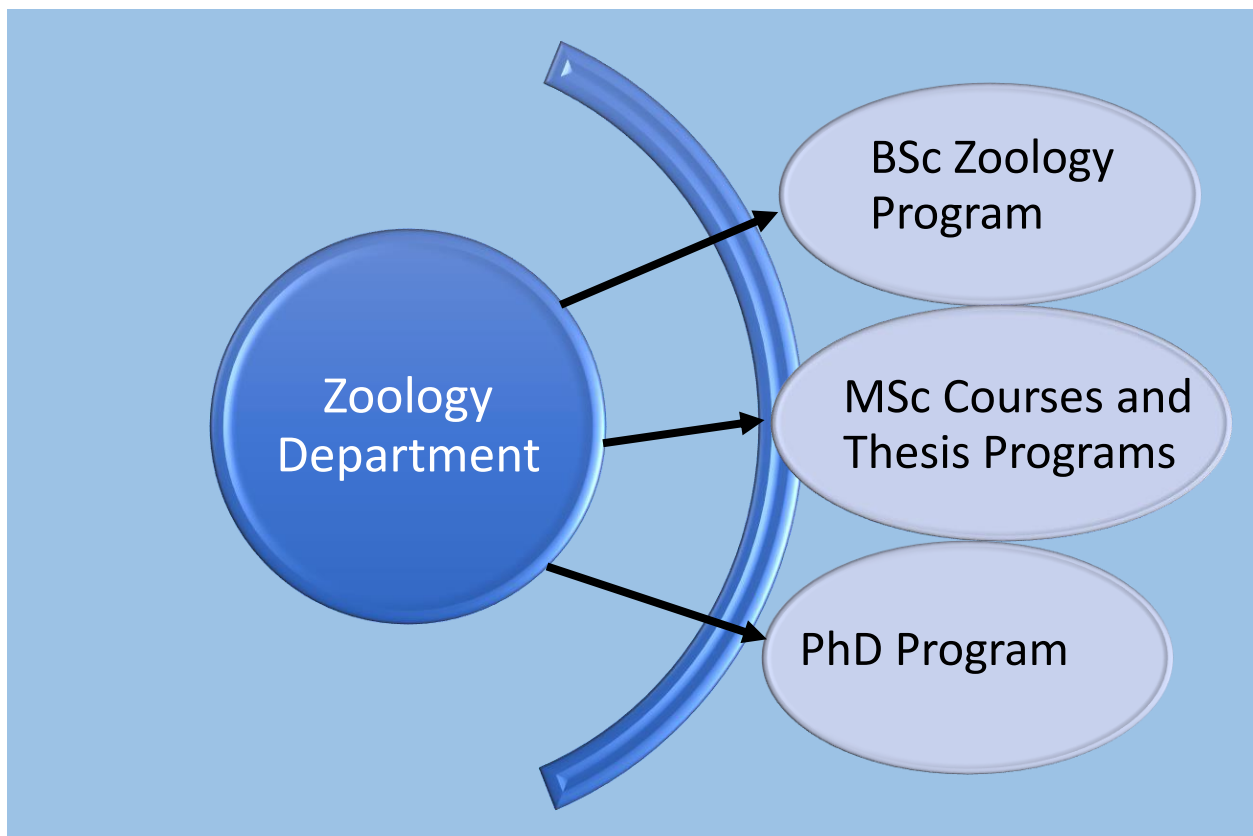 Zoology
Department
BSc Zoology
Program
MSc Courses and
Thesis Programs
PhD Program